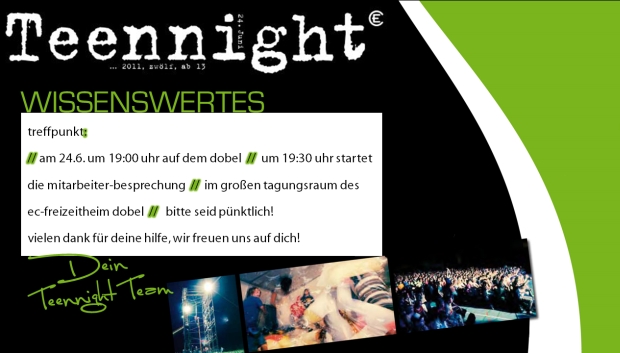 Teennight
24. Juni
... 2011, zwölf, ab 13
WISSENSWERTES
treffpunkt:
// am 24.6. um 19:00 uhr auf dem dobel // um 19:30 uhr startet
die mitarbeiter-besprechung // im großen tagungsraum des
ec-freizeitheim dobel // bitte seid pünktlich!
vielen dank für deine hilfe, wir freuen uns auf dich!
Dein
Teennight Team